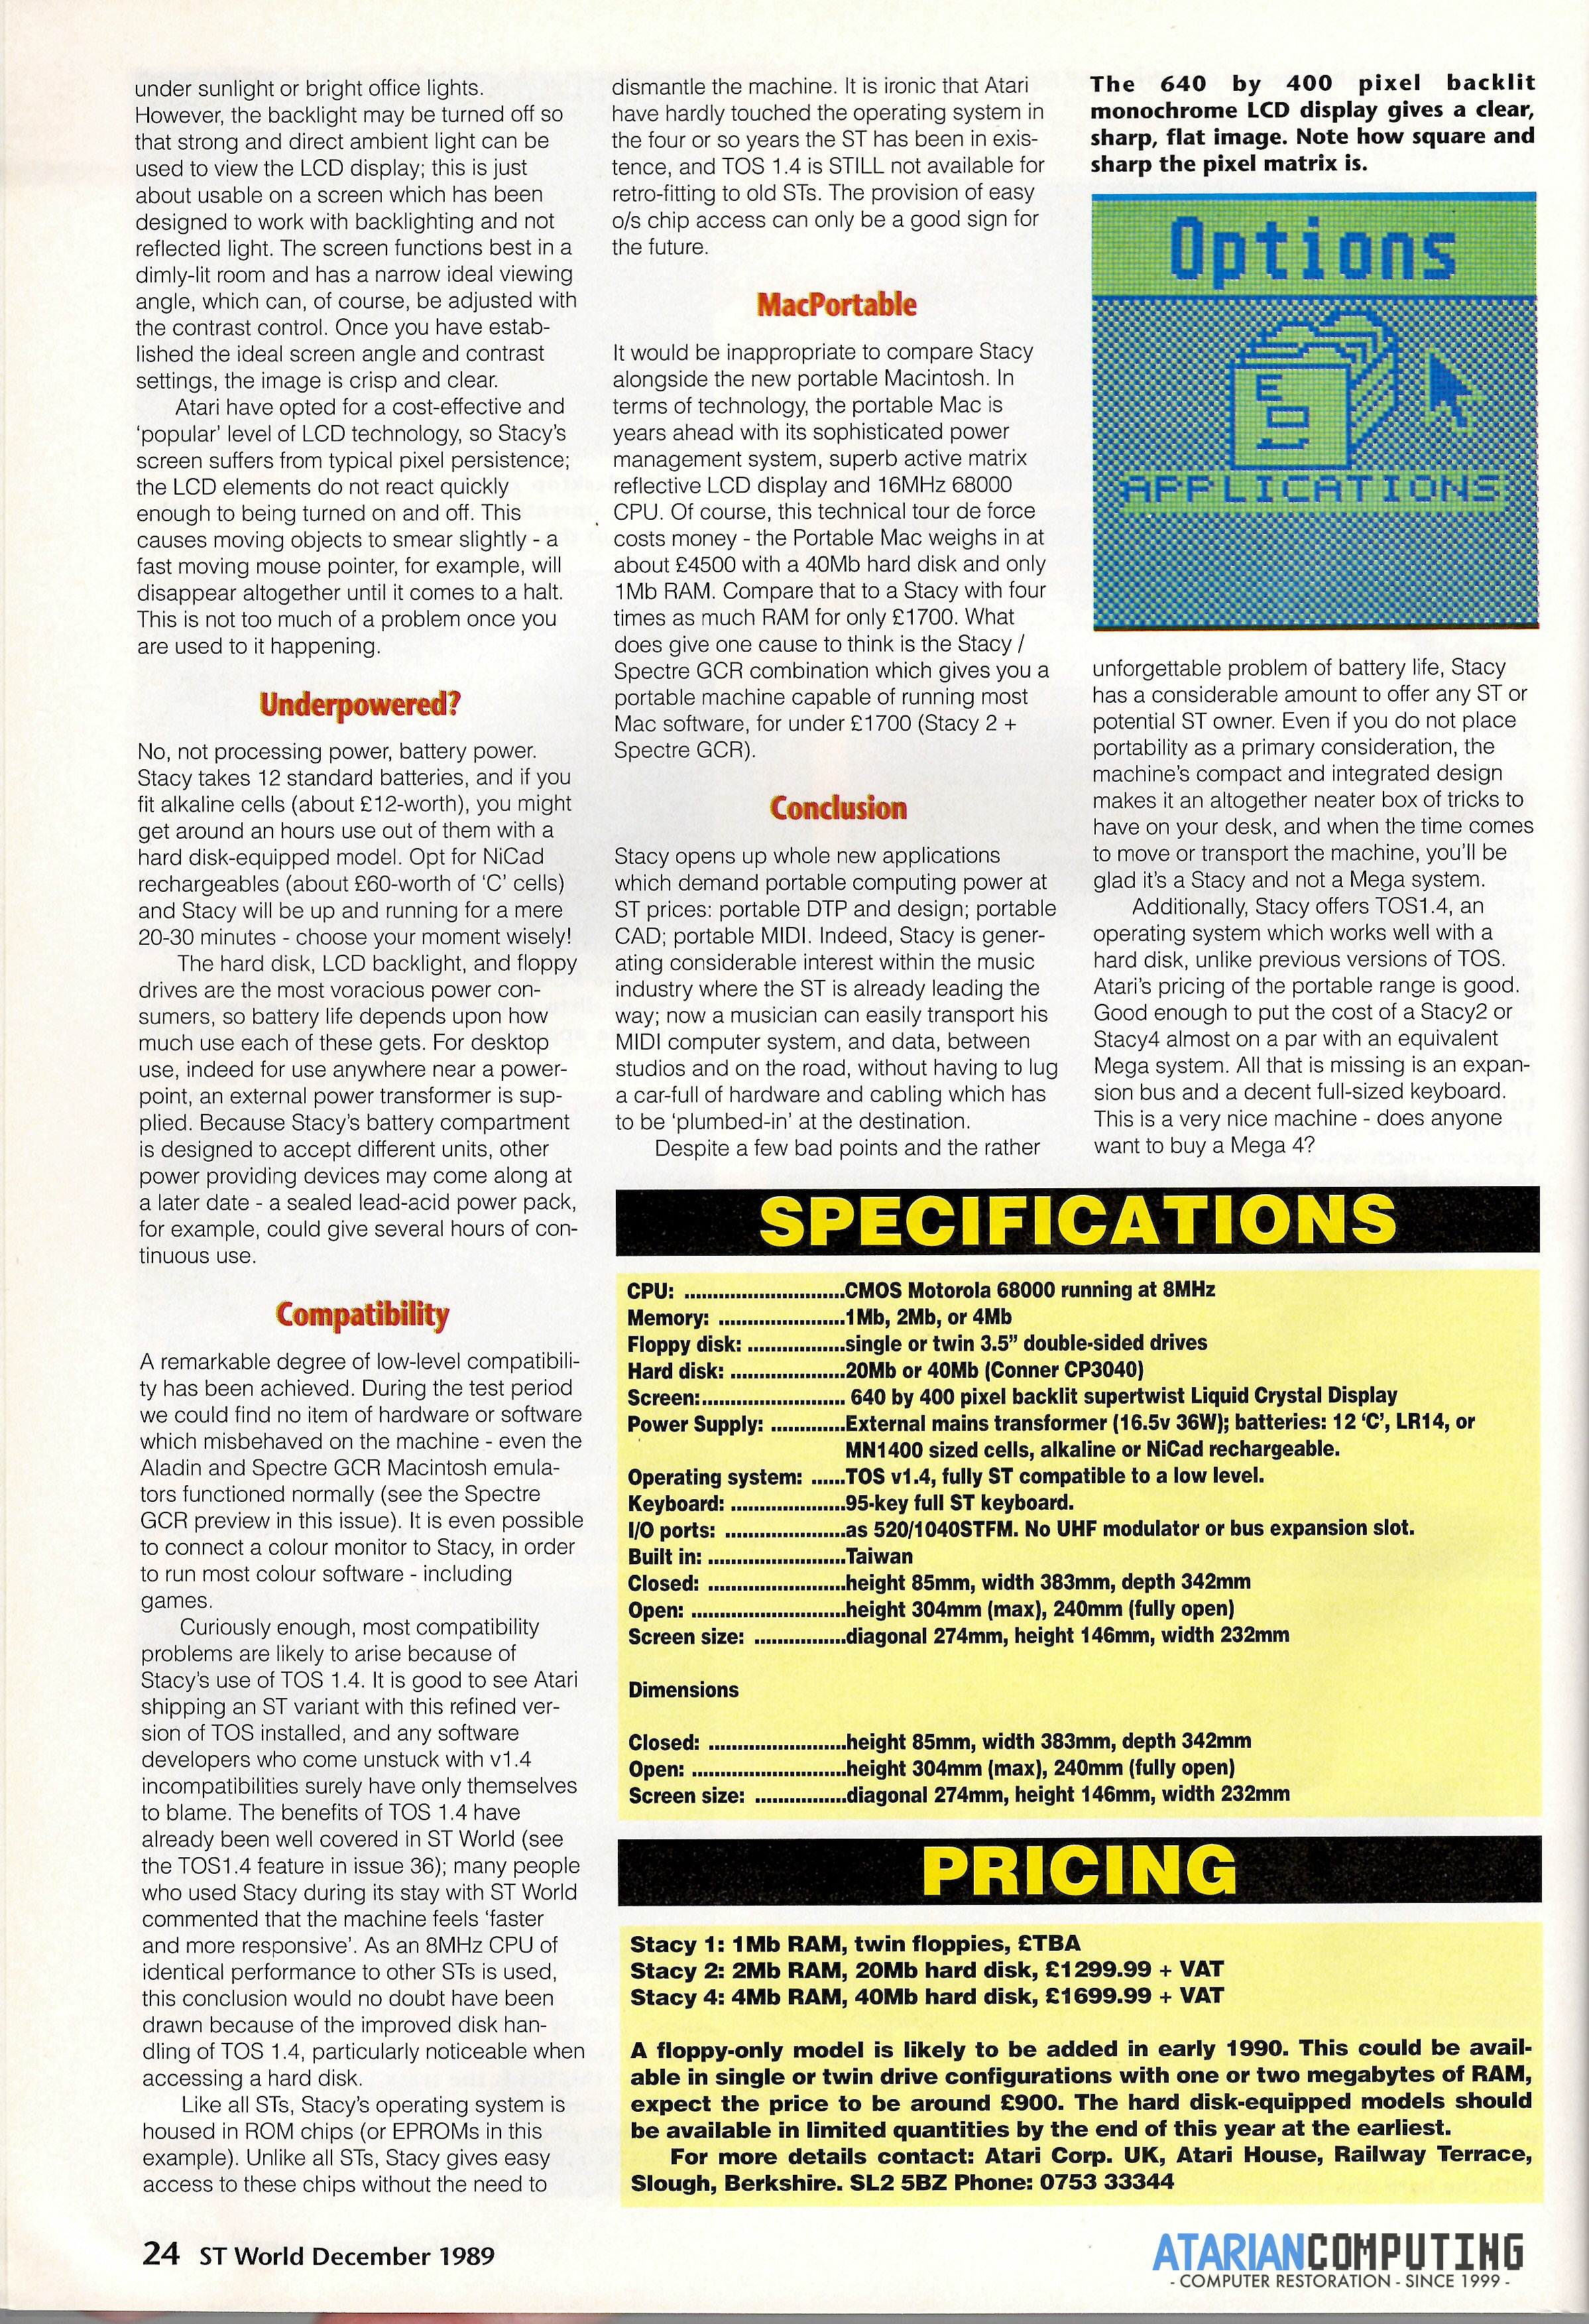 under sunlight or bright office lights.
However, the backlight may be turned off so
that strong and direct ambient light can be
used to view the LCD display; this is just
about usable on a screen which has been
designed to work with backlighting and not
reflected light. The screen functions best in a
dimly-lit room and has a narrow ideal viewing
angle, which can, of course, be adjusted with
the contrast control. Once you have estab-
lished the ideal screen angle and contrast
settings, the image is crisp and clear.
Atari have opted for a cost-effective and
‘popular’ level of LCD technology, so Stacy’s
screen suffers from typical pixel persistence;
the LCD elements do not react quickly
enough to being turned on and off. This
causes moving objects to smear slightly - a
fast moving mouse pointer, for example, will
disappear altogether until it comes to a halt.
This is not too much of a problem once you
are used to it happening.
Underpowered?
No, not processing power, battery power.
Stacy takes 12 standard batteries, and if you
fit alkaline cells (about £12-worth), you might
get around an hours use out of them with a
hard disk-equipped model. Opt for NiCad
rechargeables (about £60-worth of ‘C’ cells)
and Stacy will be up and running for a mere
20-30 minutes - choose your moment wisely!
The hard disk, LCD backlight, and floppy
drives are the most voracious power con-
sumers, so battery life depends upon how
much use each of these gets. For desktop
use, indeed for use anywhere near a power-
point, an external power transformer is sup-
plied. Because Stacy’s battery compartment
is designed to accept different units, other
power providing devices may come along at
a later date - a sealed lead-acid power pack,
for example, could give several hours of con-
tinuous use.
Compatibility
A remarkable degree of low-level compatibili-
ty has been achieved. During the test period
we could find no item of hardware or software
which misbehaved on the machine - even the
Aladin and Spectre GCR Macintosh emula-
tors functioned normally (see the Spectre
GCR preview in this issue). It is even possible
to connect a colour monitor to Stacy, in order
to run most colour software - including
games.
Curiously enough, most compatibility
problems are likely to arise because of
Stacy’s use of TOS 1.4. It is good to see Atari
shipping an ST variant with this refined ver-
sion of TOS installed, and any software
developers who come unstuck with v1.4
incompatibilities surely have only themselves
to blame. The benefits of TOS 1.4 have
already been well covered in ST World (see
the TOS1.4 feature in issue 36); many people
who used Stacy during its stay with ST World
commented that the machine feels ‘faster
and more responsive’. As an 8MHz CPU of
identical performance to other STs is used,
this conclusion would no doubt have been
drawn because of the improved disk han-
dling of TOS 1.4, particularly noticeable when
accessing a hard disk.
Like all STs, Stacy’s operating system is
housed in ROM chips (or EPROMs in this
example). Unlike all STs, Stacy gives easy
access to these chips without the need to
dismantle the machine. It is ironic that Atari
have hardly touched the operating system in
the four or so years the ST has been in exis-
tence, and TOS 1.4 is STILL not available for
retro-fitting to old STs. The provision of easy
o/s chip access can only be a good sign for
the future.
MacPortable
It would be inappropriate to compare Stacy
alongside the new portable Macintosh. In
terms of technology, the portable Mac is
years ahead with its sophisticated power
management system, superb active matrix
reflective LCD display and 16MHz 68000
CPU. Of course, this technical tour de force
costs money - the Portable Mac weighs in at
about £4500 with a 40Mb hard disk and only
1Mb RAM. Compare that to a Stacy with four
times as much RAM for only £1700. What
does give one cause to think is the Stacy /
Spectre GCR combination which gives you a
portable machine capable of running most
Mac software, for under £1700 (Stacy 2 +
Spectre GCR).
Conclusion
Stacy opens up whole new applications
which demand portable computing power at
ST prices: portable DTP and design; portable
CAD; portable MIDI. Indeed, Stacy is gener-
ating considerable interest within the music
industry where the ST is already leading the
way; now a musician can easily transport his
MIDI computer system, and data, between
studios and on the road, without having to lug
a car-full of hardware and cabling which has
to be ‘plumbed-in’ at the destination.
Despite a few bad points and the rather
The 640 by 400 pixel backlit
monochrome LCD display gives a clear,
sharp, flat image. Note how square and
sharp the pixel matrix is.
Options
APPLICATIONS
unforgettable problem of battery life, Stacy
has a considerable amount to offer any ST or
potential ST owner. Even if you do not place
portability as a primary consideration, the
machine’s compact and integrated design
makes it an altogether neater box of tricks to
have on your desk, and when the time comes
to move or transport the machine, you’ll be
glad it’s a Stacy and not a Mega system.
Additionally, Stacy offers TOS1.4, an
operating system which works well with a
hard disk, unlike previous versions of TOS.
Atari’s pricing of the portable range is good.
Good enough to put the cost of a Stacy2 or
Stacy4 almost on a par with an equivalent
Mega system. All that is missing is an expan-
sion bus and a decent full-sized keyboard.
This is a very nice machine - does anyone
want to buy a Mega 4?
SPECIFICATIONS
CPU: ............................CMOS Motorola 68000 running at 8MHz
Memory: ......................1Mb, 2Mb, or 4Mb
Floppy disk: .................single or twin 3.5” double-sided drives
Hard disk: ....................20Mb or 40Mb (Conner CP3040)
Screen:......................... 640 by 400 pixel backlit supertwist Liquid Crystal Display
Power Supply: .............External mains transformer (16.5v 36W); batteries: 12 ‘C’, LR14, or
MN1400 sized cells, alkaline or NiCad rechargeable.
Operating system: ......TOS v1.4, fully ST compatible to a low level.
Keyboard: ....................95-key full ST keyboard.
I/O ports: .....................as 520/1040STFM. No UHF modulator or bus expansion slot.
Built in: ........................Taiwan
Closed: ........................height 85mm, width 383mm, depth 342mm
Open: ...........................height 304mm (max), 240mm (fully open)
Screen size: ................diagonal 274mm, height 146mm, width 232mm
Dimensions
Closed: ........................height 85mm, width 383mm, depth 342mm
Open: ...........................height 304mm (max), 240mm (fully open)
Screen size: ................diagonal 274mm, height 146mm, width 232mm
PRICING
Stacy 1: 1Mb RAM, twin floppies, £TBA
Stacy 2: 2Mb RAM, 20Mb hard disk, £1299.99 + VAT
Stacy 4: 4Mb RAM, 40Mb hard disk, £1699.99 + VAT
A floppy-only model is likely to be added in early 1990. This could be avail-
able in single or twin drive configurations with one or two megabytes of RAM,
expect the price to be around £900. The hard disk-equipped models should
be available in limited quantities by the end of this year at the earliest.
For more details contact: Atari Corp. UK, Atari House, Railway Terrace,
Slough, Berkshire. SL2 5BZ Phone: 0753 33344
24 ST World December 1989
ATARIANCOMPUTING
- COMPUTER RESTORATION - SINCE 1999 -